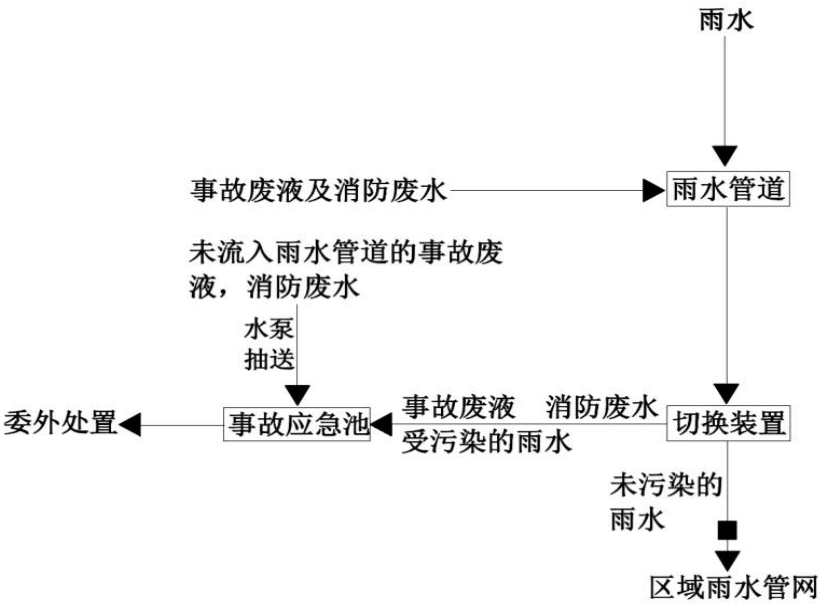 雨水
事故废液及消防废水
雨水管道
未流入雨水管道的事故废
液，消防废水
水泵
抽送
委外处置
事故应急池
事故废液 消防废水
受污染的雨水
切换装置
未污染的
雨水
区域雨水管网